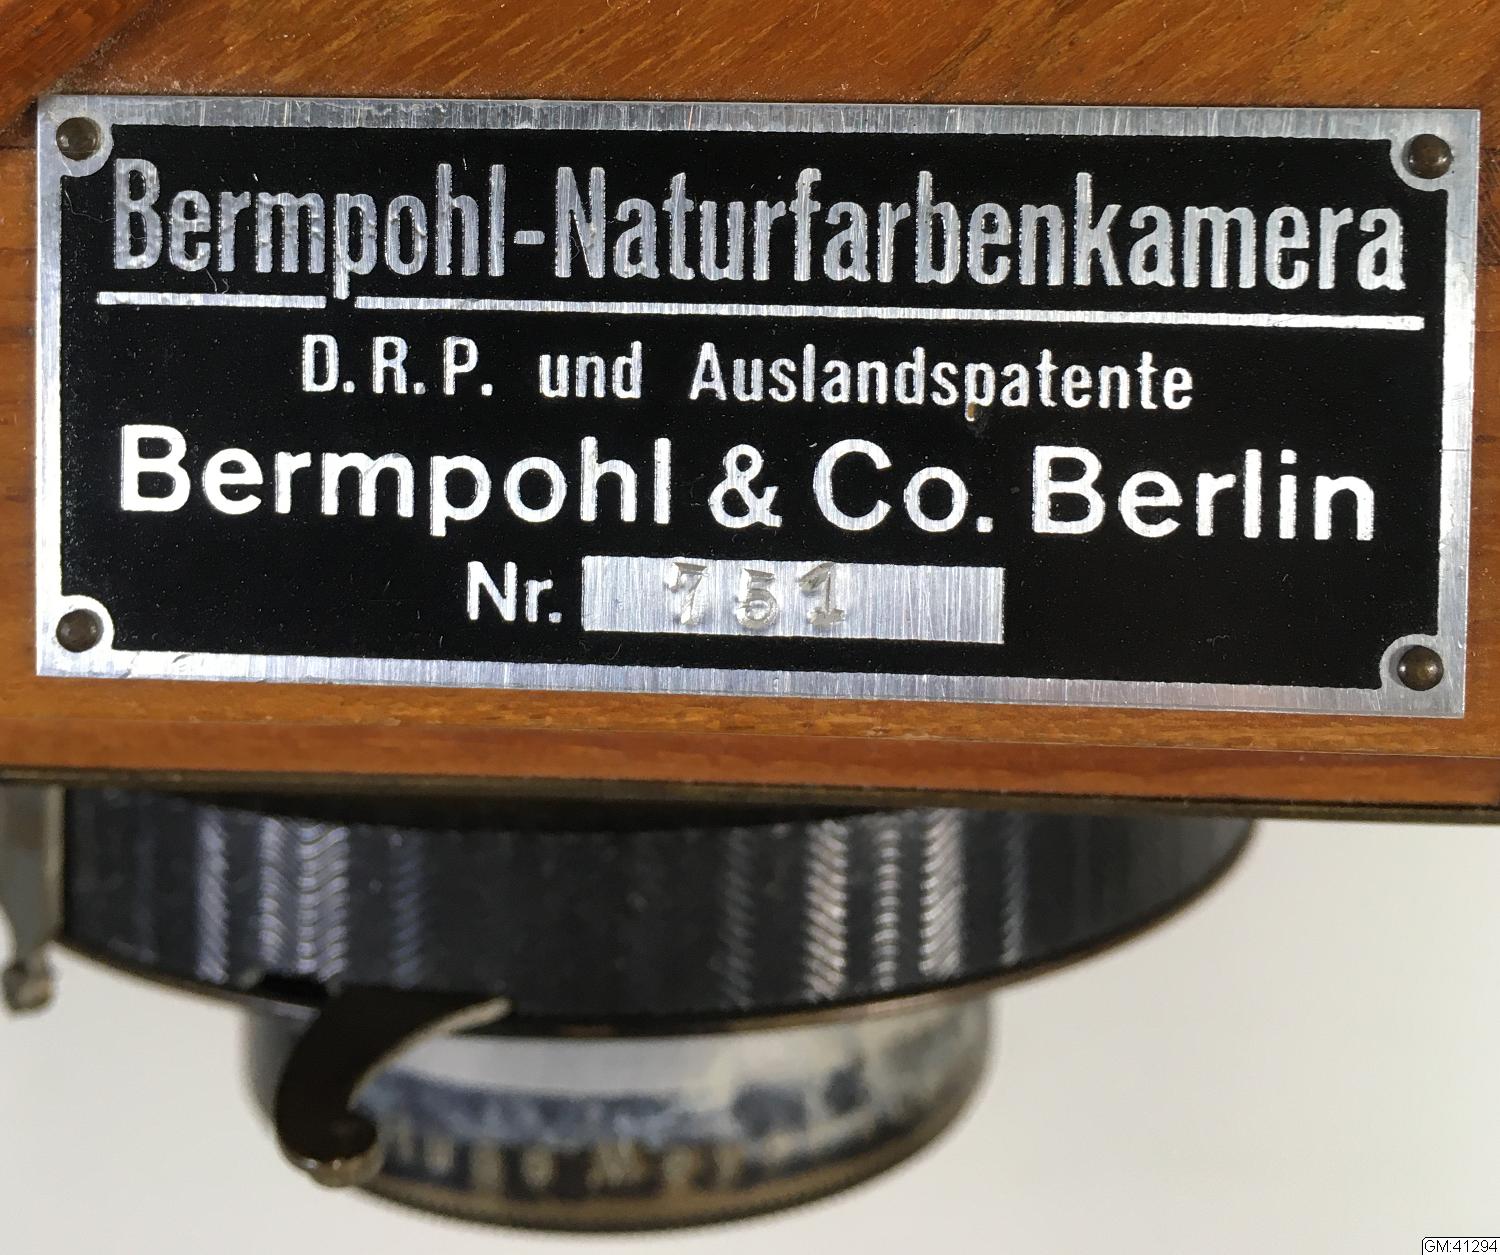 Bermpohl-Naturfarbenkamera
D.R.P. und Auslandspatente
Bermpohl & Co. Berlin
Nr. 751
GM:41294